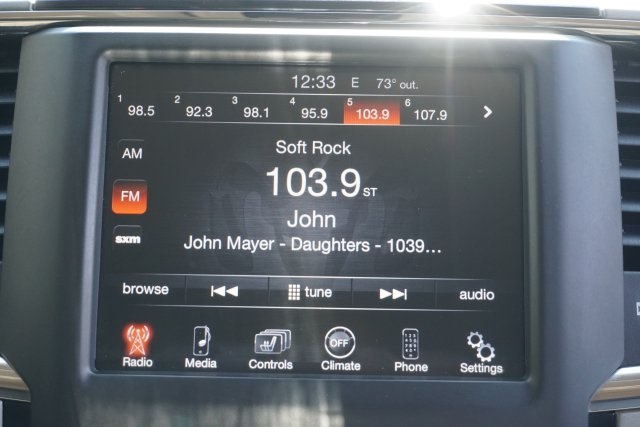 12:33 E 73° out.
1 98.5 2 92.3 3 98.1 4 95.9 5 103.9 6 107.9
AM
Soft Rock
FM
103.9 ST
John
sxm
John Mayer - Daughters - 1039...
browse tune audio
OFF
Radio Media Controls Climate Phone Settings